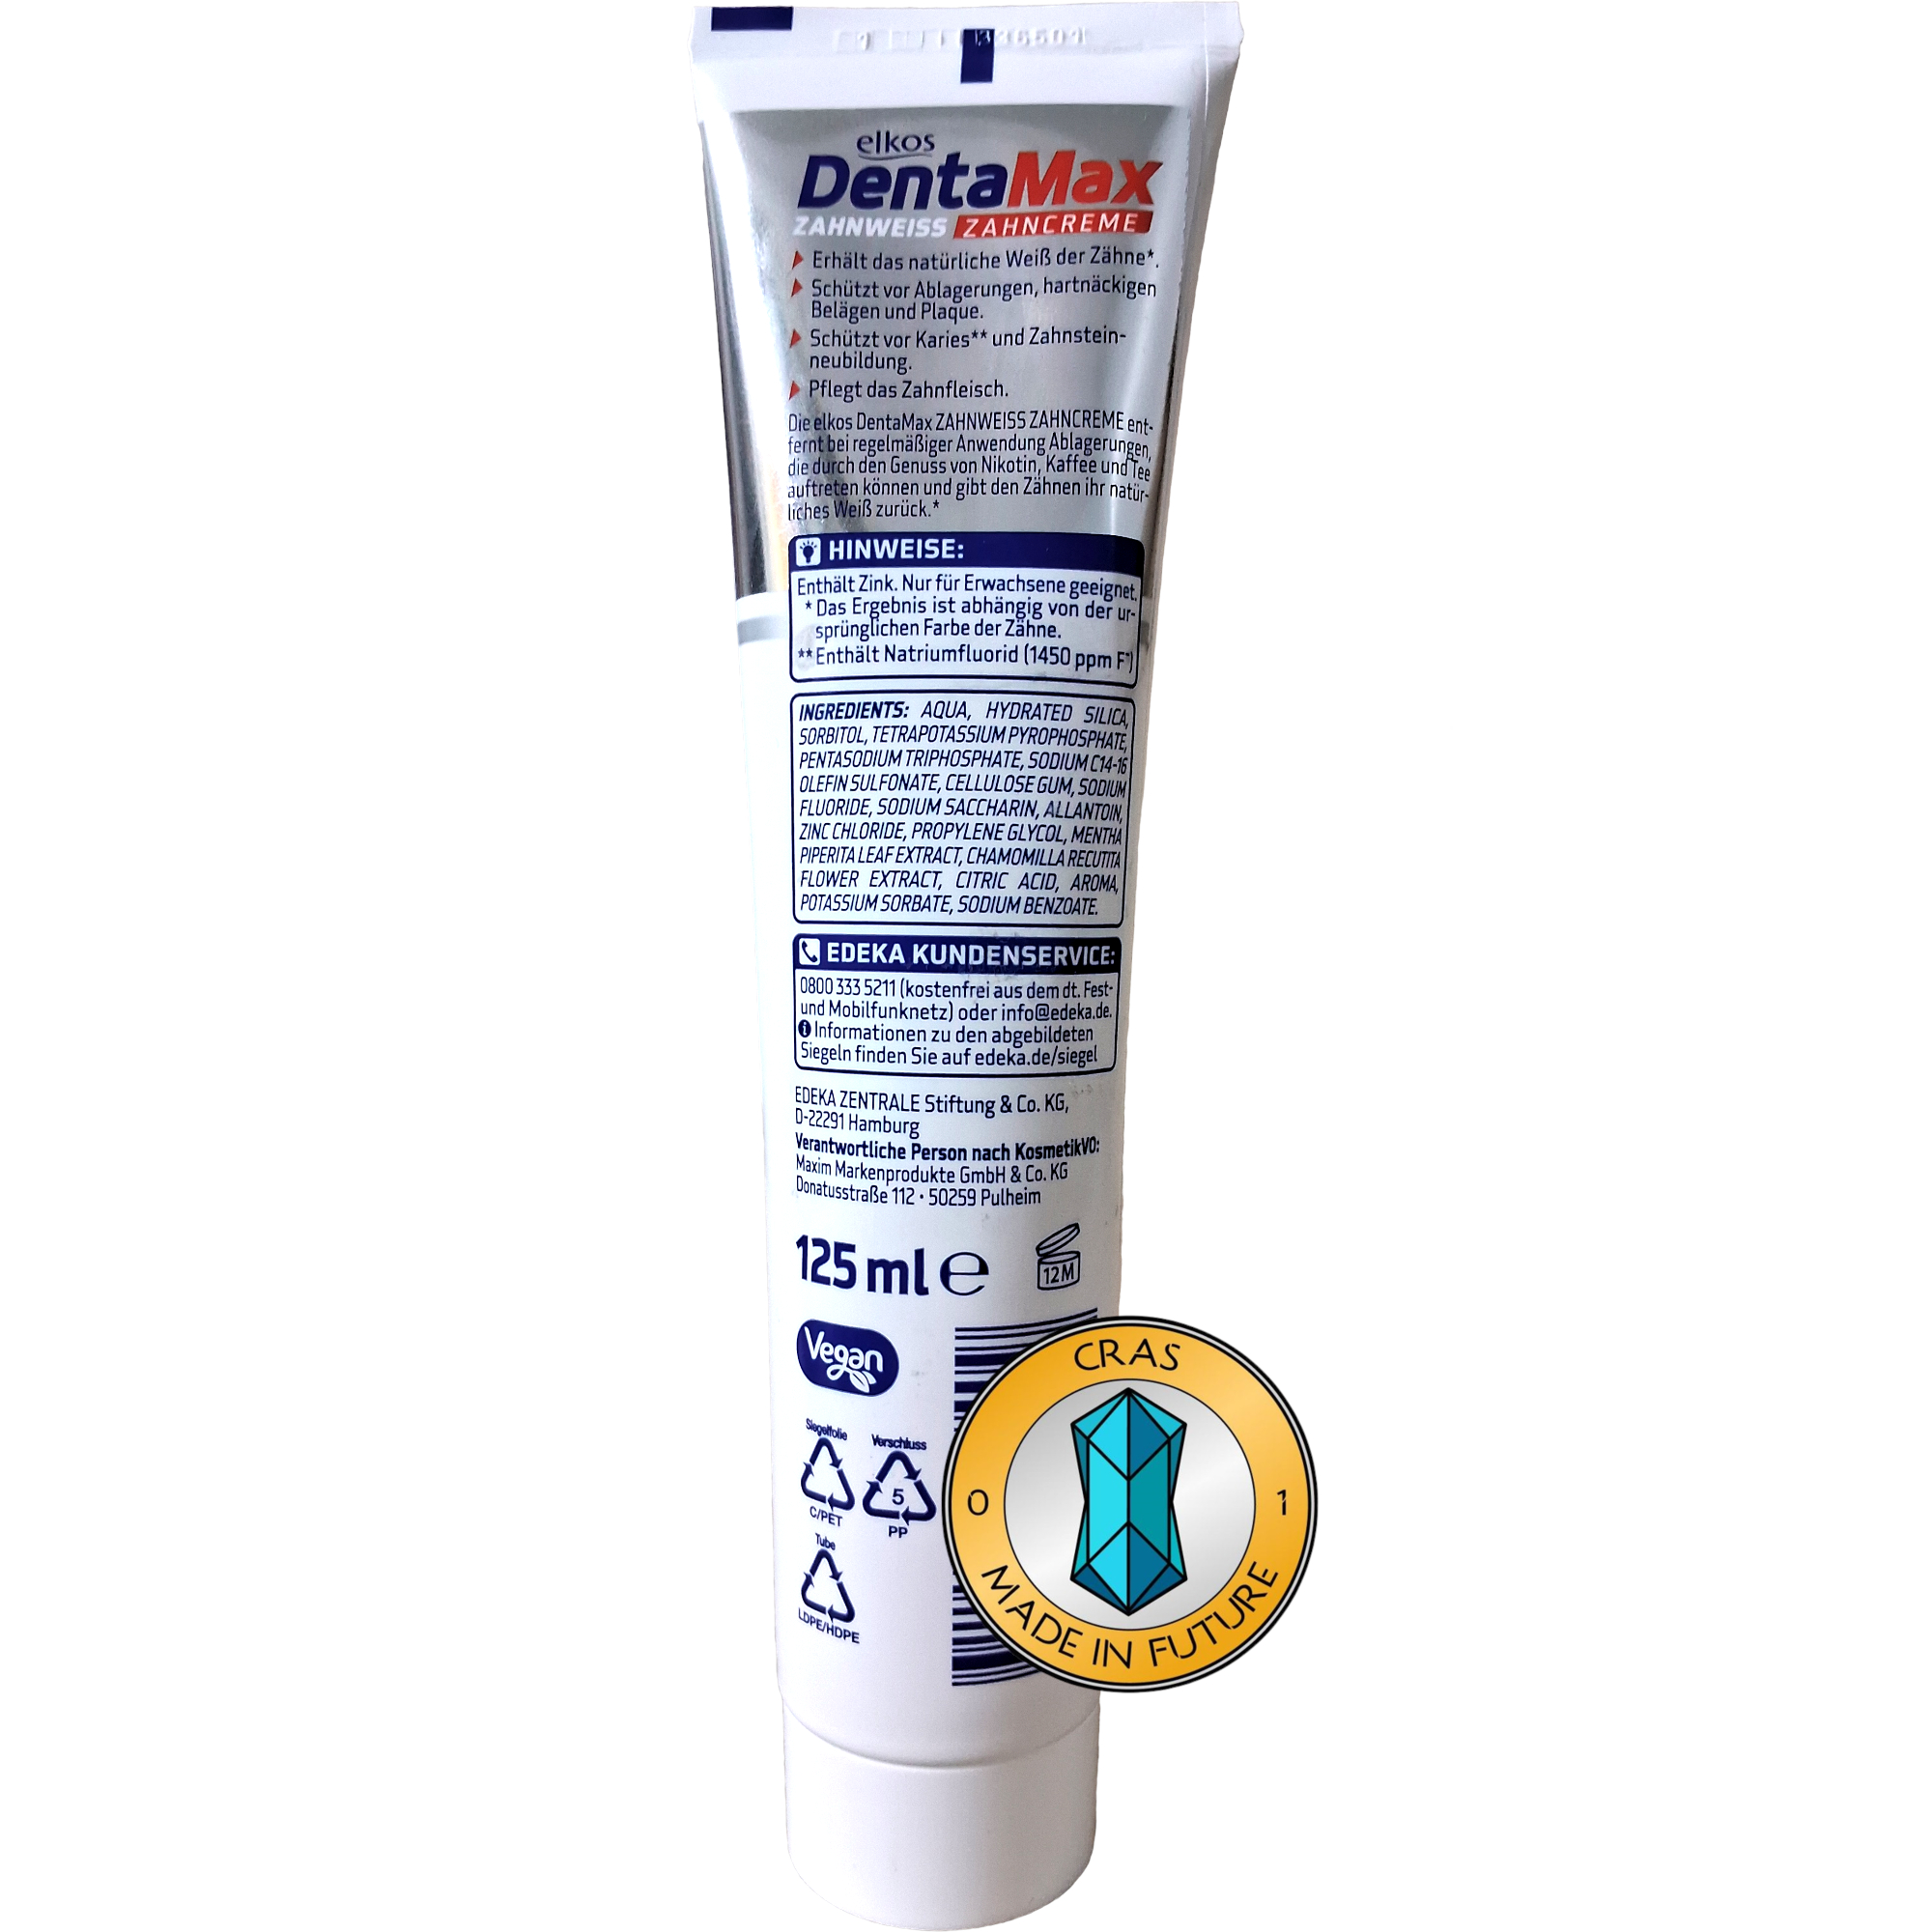 elkos
DentaMax
ZAHNWEISS ZAHNCREME
Erhält das natürliche Weiß der Zähne*.
Schützt vor Ablagerungen, hartnäckigen
Belägen und Plaque.
Schützt vor Karies** und Zahnstein-
neubildung.
Pflegt das Zahnfleisch.
Die elkos DentaMax ZAHNWEISS ZAHNCREME ent-
fernt bei regelmäßiger Anwendung Ablagerungen,
die durch den Genuss von Nikotin, Kaffee und Tee
auftreten können und gibt den Zähnen ihr natür-
liches Weiß zurück.*
HINWEISE:
Enthält Zink. Nur für Erwachsene geeignet.
* Das Ergebnis ist abhängig von der ur-
sprünglichen Farbe der Zähne.
** Enthält Natriumfluorid (1450 ppm F⁻)
INGREDIENTS: AQUA, HYDRATED SILICA,
SORBITOL, TETRAPOTASSIUM PYROPHOSPHATE,
PENTASODIUM TRIPHOSPHATE, SODIUM C14-16
OLEFIN SULFONATE, CELLULOSE GUM, SODIUM
FLUORIDE, SODIUM SACCHARIN, ALLANTOIN,
ZINC CHLORIDE, PROPYLENE GLYCOL, MENTHA
PIPERITA LEAF EXTRACT, CHAMOMILLA RECUTITA
FLOWER EXTRACT, CITRIC ACID, AROMA,
POTASSIUM SORBATE, SODIUM BENZOATE.
EDEKA KUNDENSERVICE:
0800 333 5211 (kostenfrei aus dem dt. Fest-
und Mobilfunknetz) oder info@edeka.de.
Informationen zu den abgebildeten
Siegeln finden Sie auf edeka.de/siegel
EDEKA ZENTRALE Stiftung & Co. KG,
D-22291 Hamburg
Verantwortliche Person nach KosmetikVO:
Maxim Markenprodukte GmbH & Co. KG
Donatusstraße 112 • 50259 Pulheim
125 ml ℮
12M
Vegan
Siegelfolie
C/PET
Verschluss
5
PP
Tube
LDPE/HDPE
CRAS
0 1
MADE IN FUTURE